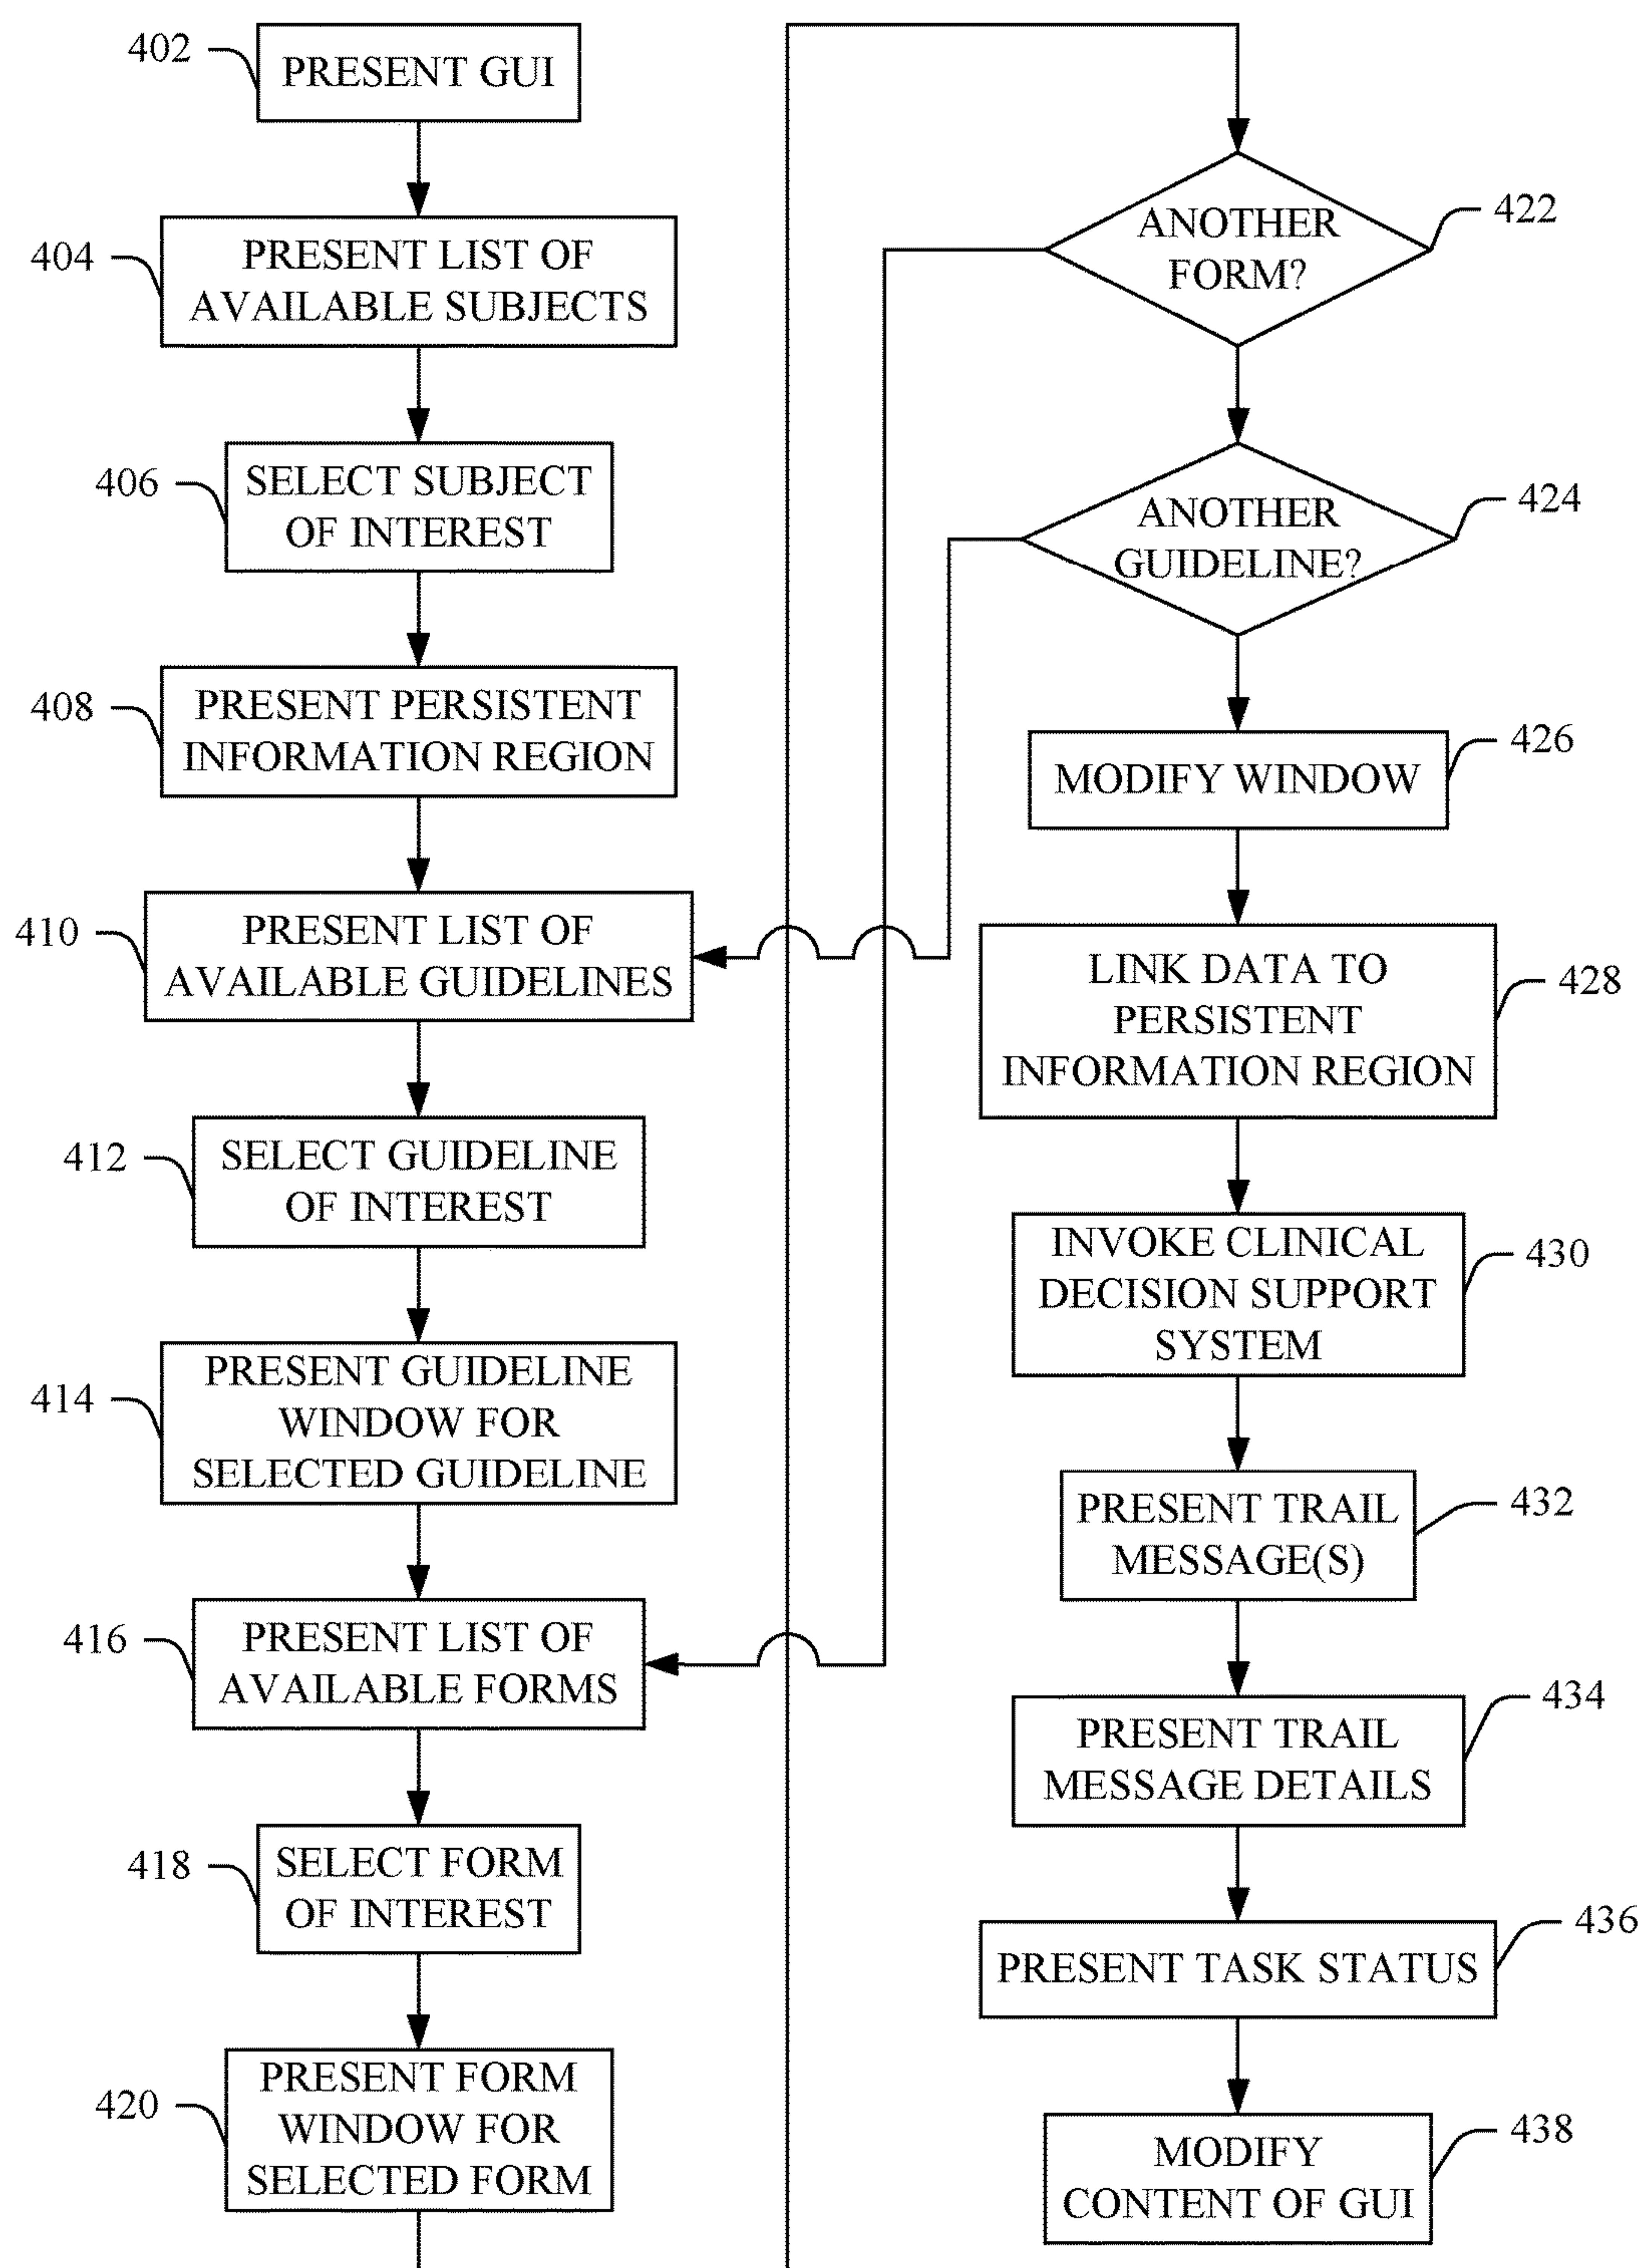 402
PRESENT GUI
404
PRESENT LIST OF
AVAILABLE SUBJECTS
406
SELECT SUBJECT
OF INTEREST
408
PRESENT PERSISTENT
INFORMATION REGION
410
PRESENT LIST OF
AVAILABLE GUIDELINES
412
SELECT GUIDELINE
OF INTEREST
414
PRESENT GUIDELINE
WINDOW FOR
SELECTED GUIDELINE
416
PRESENT LIST OF
AVAILABLE FORMS
418
SELECT FORM
OF INTEREST
420
PRESENT FORM
WINDOW FOR
SELECTED FORM
ANOTHER
FORM?
422
ANOTHER
GUIDELINE?
424
MODIFY WINDOW
426
LINK DATA TO
PERSISTENT
INFORMATION REGION
428
INVOKE CLINICAL
DECISION SUPPORT
SYSTEM
430
PRESENT TRAIL
MESSAGE(S)
432
PRESENT TRAIL
MESSAGE DETAILS
434
PRESENT TASK STATUS
436
MODIFY
CONTENT OF GUI
438